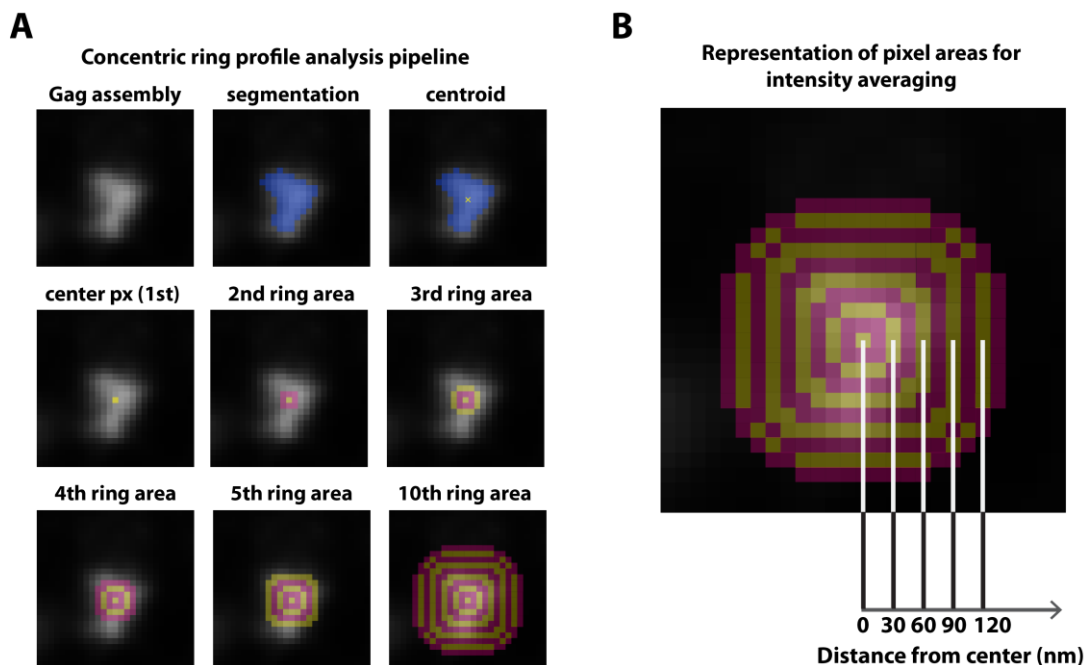 A
Concentric ring profile analysis pipeline
Gag assembly
segmentation
centroid
center px (1st)
2nd ring area
3rd ring area
4th ring area
5th ring area
10th ring area
B
Representation of pixel areas for
intensity averaging
0 30 60 90 120
Distance from center (nm)